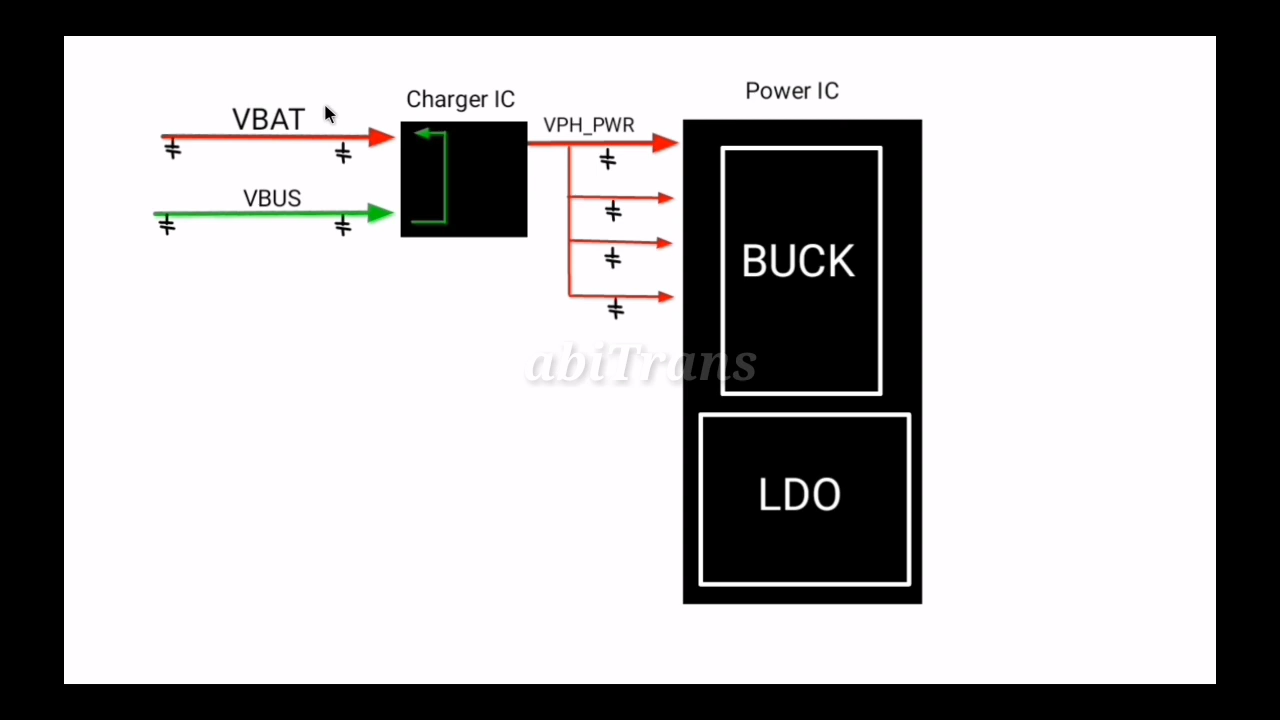 Power IC
Charger IC
VBAT
VPH_PWR
VBUS
BUCK
abiTrans
LDO